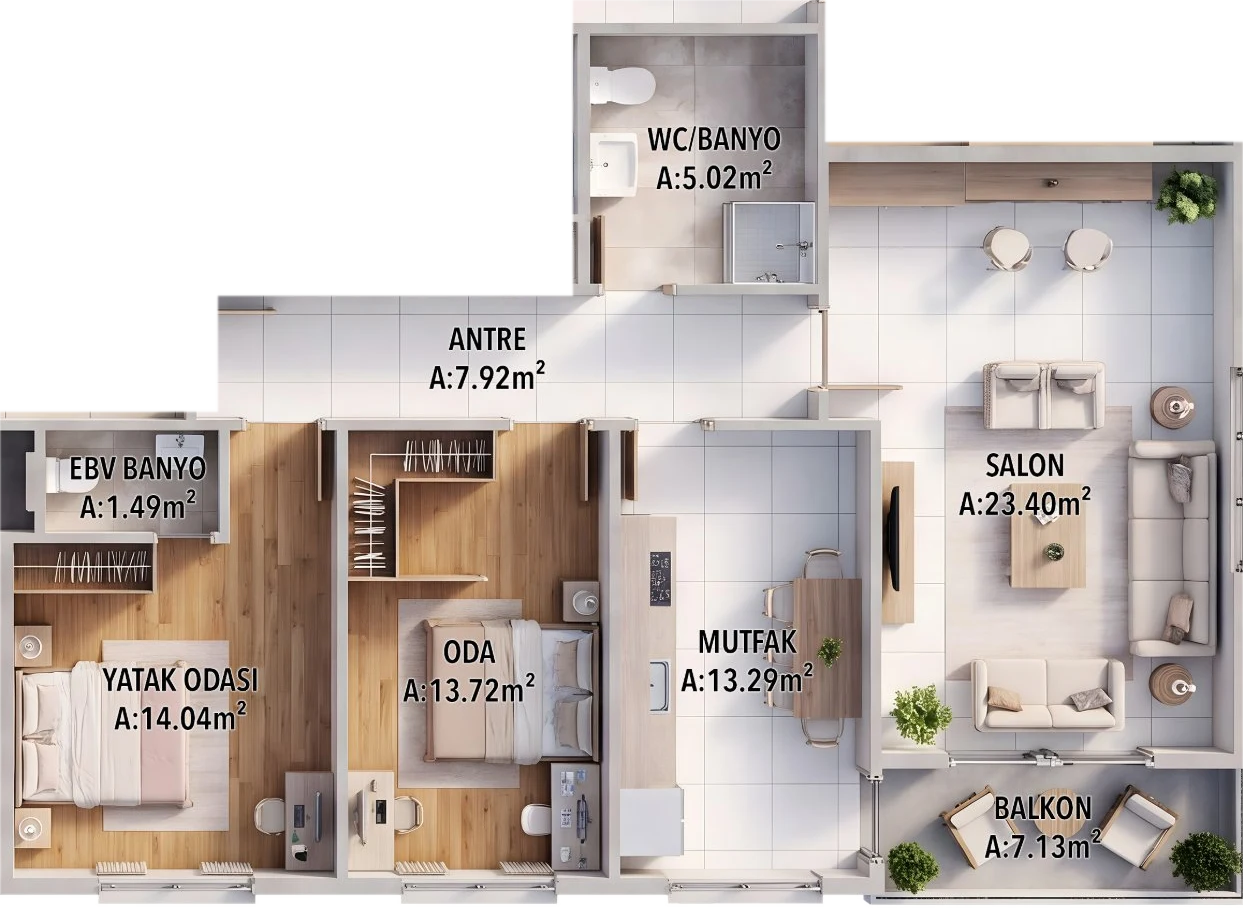 WC/BANYO
A:5.02m²
ANTRE
A:7.92m²
EBV BANYO
A:1.49m²
SALON
A:23.40m²
YATAK ODASI
A:14.04m²
ODA
A:13.72m²
MUTFAK
A:13.29m²
BALKON
A:7.13m²